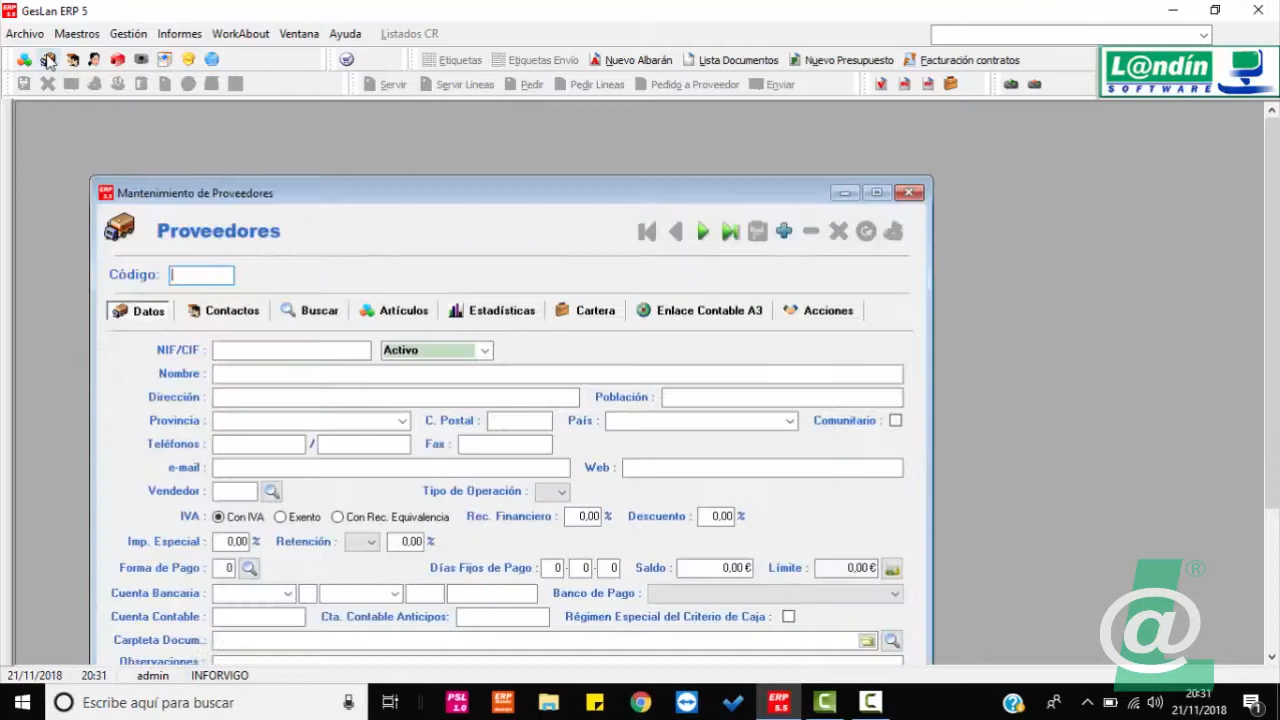 GesLan ERP 5
Archivo Maestros Gestión Informes WorkAbout Ventana Ayuda Listados CR
Etiquetas Etiquetas Envío Nuevo Albarán Lista Documentos Nuevo Presupuesto Facturación contratos
L@ndín
SOFTWARE
Servir Servir Lineas Pedir Pedir Lineas Pedido a Proveedor Enviar
Mantenimiento de Proveedores
Proveedores
Código:
Datos Contactos Buscar Artículos Estadísticas Cartera Enlace Contable A3 Acciones
NIF/CIF : Activo
Nombre :
Dirección : Población :
Provincia : C. Postal : País : Comunitario :
Teléfonos : / Fax :
e-mail : Web :
Vendedor : Tipo de Operación :
IVA : Con IVA Exento Con Rec. Equivalencia Rec. Financiero : 0,00 % Descuento : 0,00 %
Imp. Especial : 0,00 % Retención : 0,00 %
Forma de Pago : 0 Días Fijos de Pago : 0 - 0 - 0 Saldo : 0,00 € Límite : 0,00 €
Cuenta Bancaria : Banco de Pago :
Cuenta Contable : Cta. Contable Anticipos: Régimen Especial del Criterio de Caja :
Carpteta Docum...
Observaciones
21/11/2018 20:31 admin INFORVIGO
Escribe aquí para buscar
PSL 1.0
ERP 5.5
20:31
21/11/2018